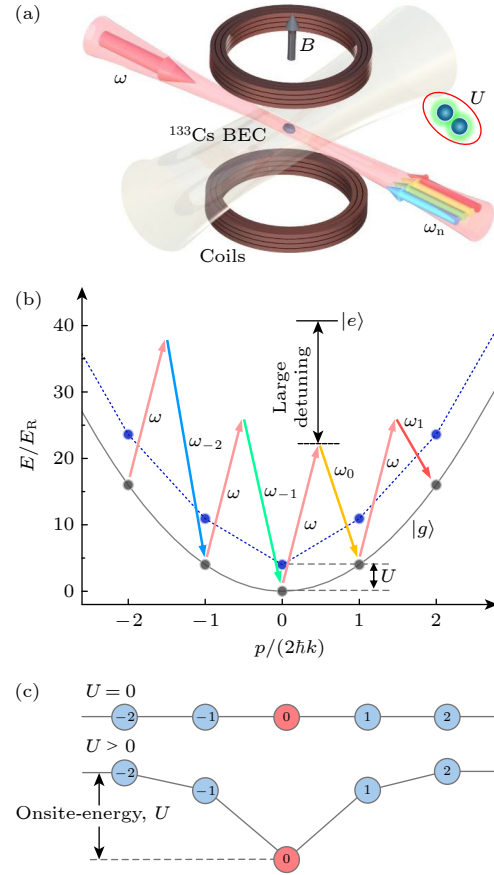 (a)
B
ω
U
¹³³Cs BEC
ωₙ
Coils
(b)
40
30
20
10
0
E/E_R
|e⟩
Large
detuning
ω
ω₋₂
ω
ω₋₁
ω
ω₀
ω
ω₁
|g⟩
U
−2
−1
0
1
2
p/(2ℏk)
(c)
U = 0
−2
−1
0
1
2
U > 0
−2
−1
0
1
2
Onsite-energy, U